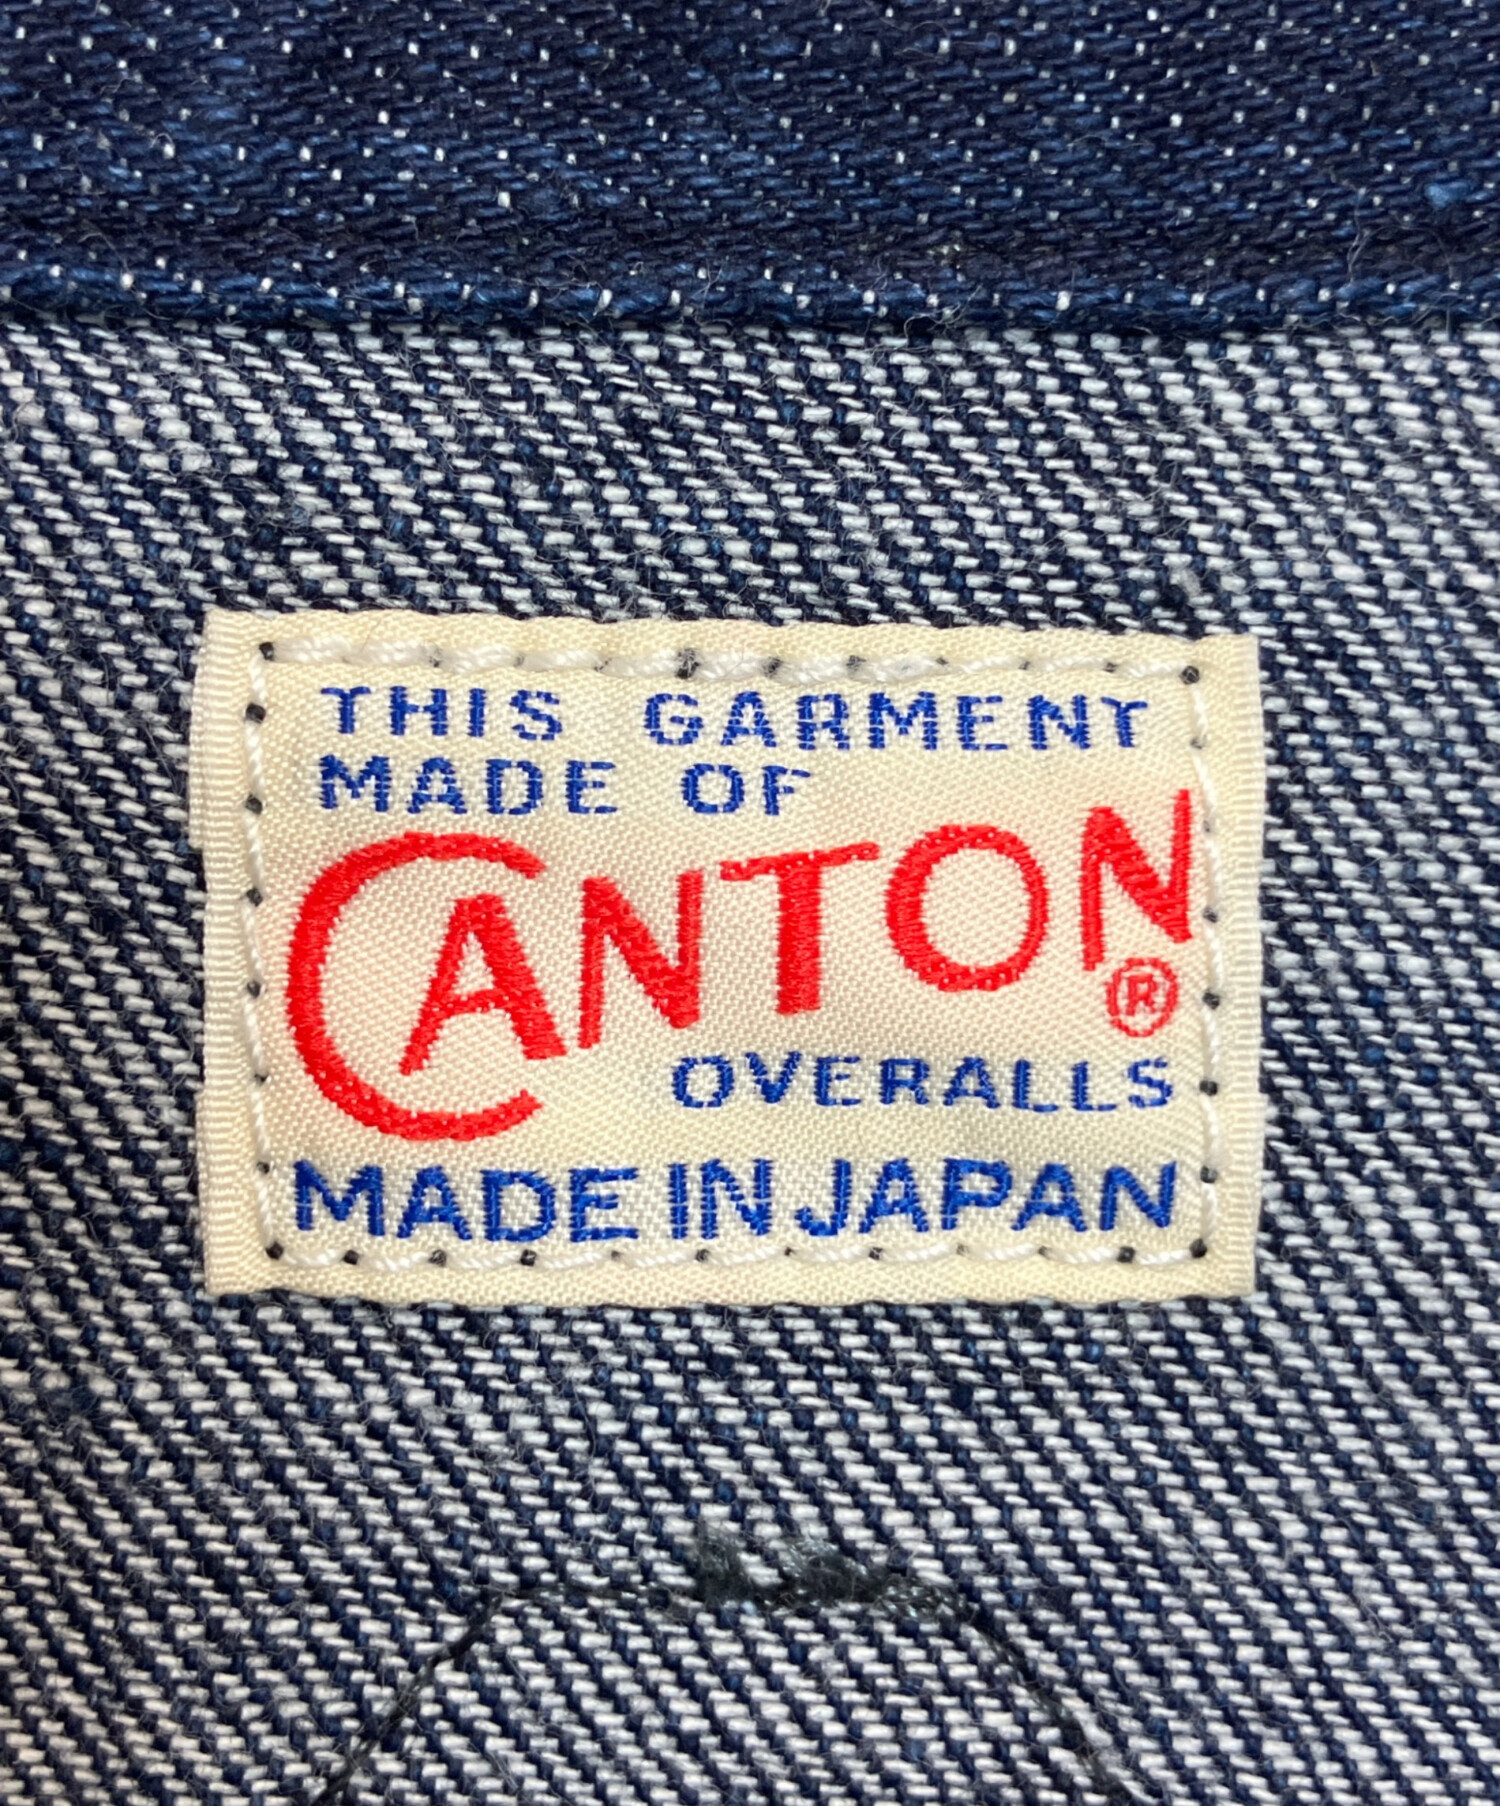 THIS GARMENT
MADE OF
CANTON®
OVERALLS
MADE IN JAPAN